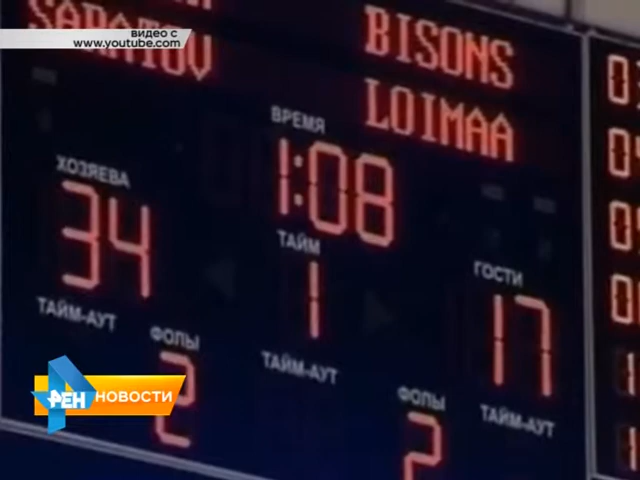 ВИДЕО С
www.youtube.com
SARATOV
BISONS
LOIMAA
ВРЕМЯ
1:08
ХОЗЯЕВА
34
ТАЙМ
1
ГОСТИ
17
ТАЙМ-АУТ
ФОЛЫ
2
ТАЙМ-АУТ
ФОЛЫ
2
ТАЙМ-АУТ
РЕН НОВОСТИ